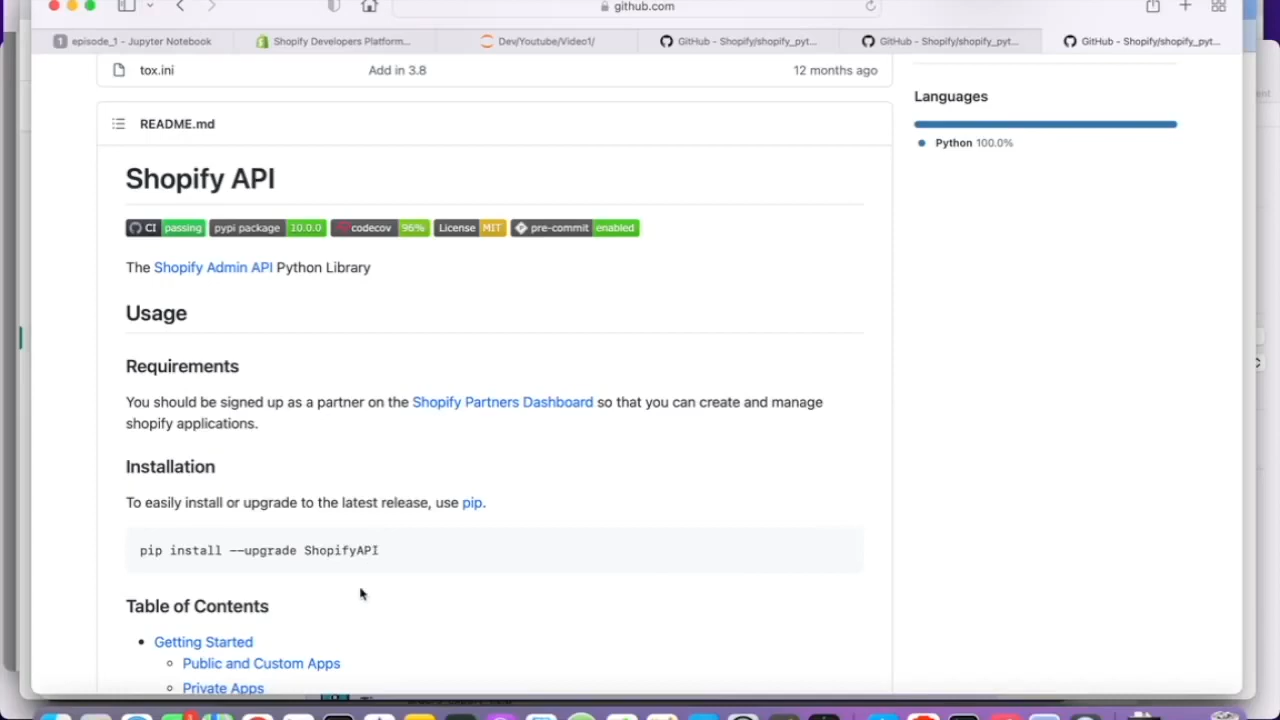 github.com
1 episode_1 - Jupyter Notebook
Shopify Developers Platform...
Dev/Youtube/Video1/
GitHub - Shopify/shopify_pyt...
GitHub - Shopify/shopify_pyt...
GitHub - Shopify/shopify_pyt...
tox.ini Add in 3.8 12 months ago
Languages
Python 100.0%
README.md
Shopify API
CI passing pypi package 10.0.0 codecov 96% License MIT pre-commit enabled
The Shopify Admin API Python Library
Usage
Requirements
You should be signed up as a partner on the Shopify Partners Dashboard so that you can create and manage
shopify applications.
Installation
To easily install or upgrade to the latest release, use pip.
pip install --upgrade ShopifyAPI
Table of Contents
Getting Started
Public and Custom Apps
Private Apps